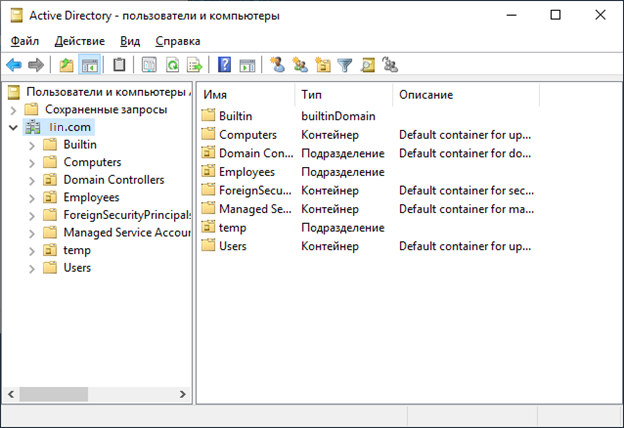 Active Directory - пользователи и компьютеры
Файл Действие Вид Справка
Пользователи и компьютеры
Сохраненные запросы
lin.com
Builtin
Computers
Domain Controllers
Employees
ForeignSecurityPrincipals
Managed Service Accou
temp
Users
Имя Тип Описание
Builtin builtinDomain
Computers Контейнер Default container for up...
Domain Con... Подразделение Default container for do...
Employees Подразделение
ForeignSecu... Контейнер Default container for sec...
Managed Se... Контейнер Default container for ma...
temp Подразделение
Users Контейнер Default container for up...